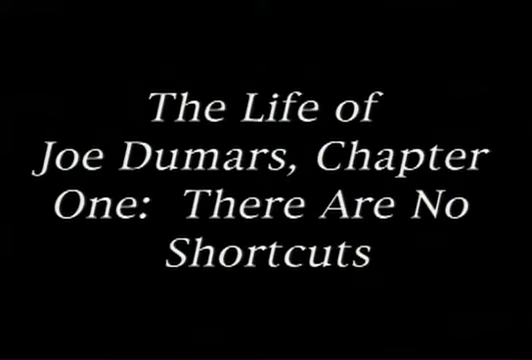 The Life of
Joe Dumars, Chapter
One:  There Are No
Shortcuts